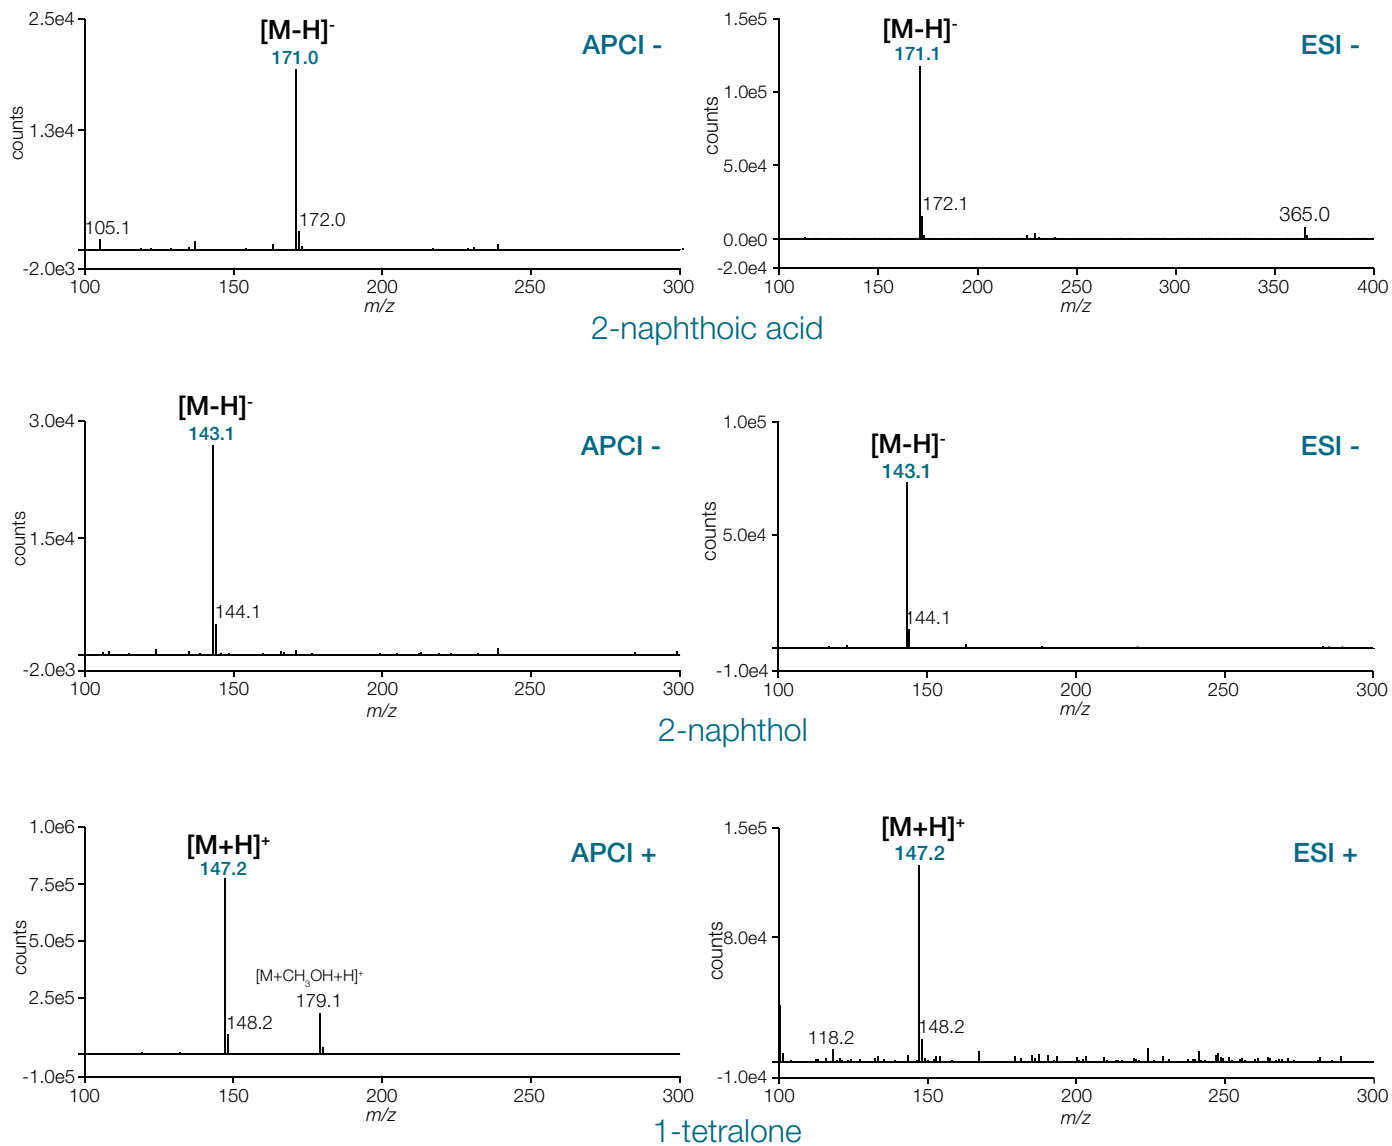 2.5e4
[M-H]-
171.0
APCI -
1.3e4
counts
105.1
172.0
-2.0e3
100
150
200
250
300
m/z
1.5e5
[M-H]-
171.1
ESI -
1.0e5
counts
5.0e4
172.1
365.0
0.0e0
-2.0e4
100
150
200
250
300
350
400
m/z
2-naphthoic acid
[M-H]-
3.0e4
143.1
APCI -
1.5e4
counts
144.1
-2.0e3
100
150
200
250
300
m/z
1.0e5
[M-H]-
143.1
ESI -
5.0e4
counts
144.1
-1.0e4
100
150
200
250
300
m/z
2-naphthol
1.0e6
[M+H]+
147.2
APCI +
7.5e5
counts
5.0e5
[M+CH3OH+H]+
2.5e5
179.1
148.2
-1.0e5
100
150
200
250
300
m/z
1.5e5
[M+H]+
147.2
ESI +
8.0e4
counts
118.2
148.2
-1.0e4
100
150
200
250
300
m/z
1-tetralone